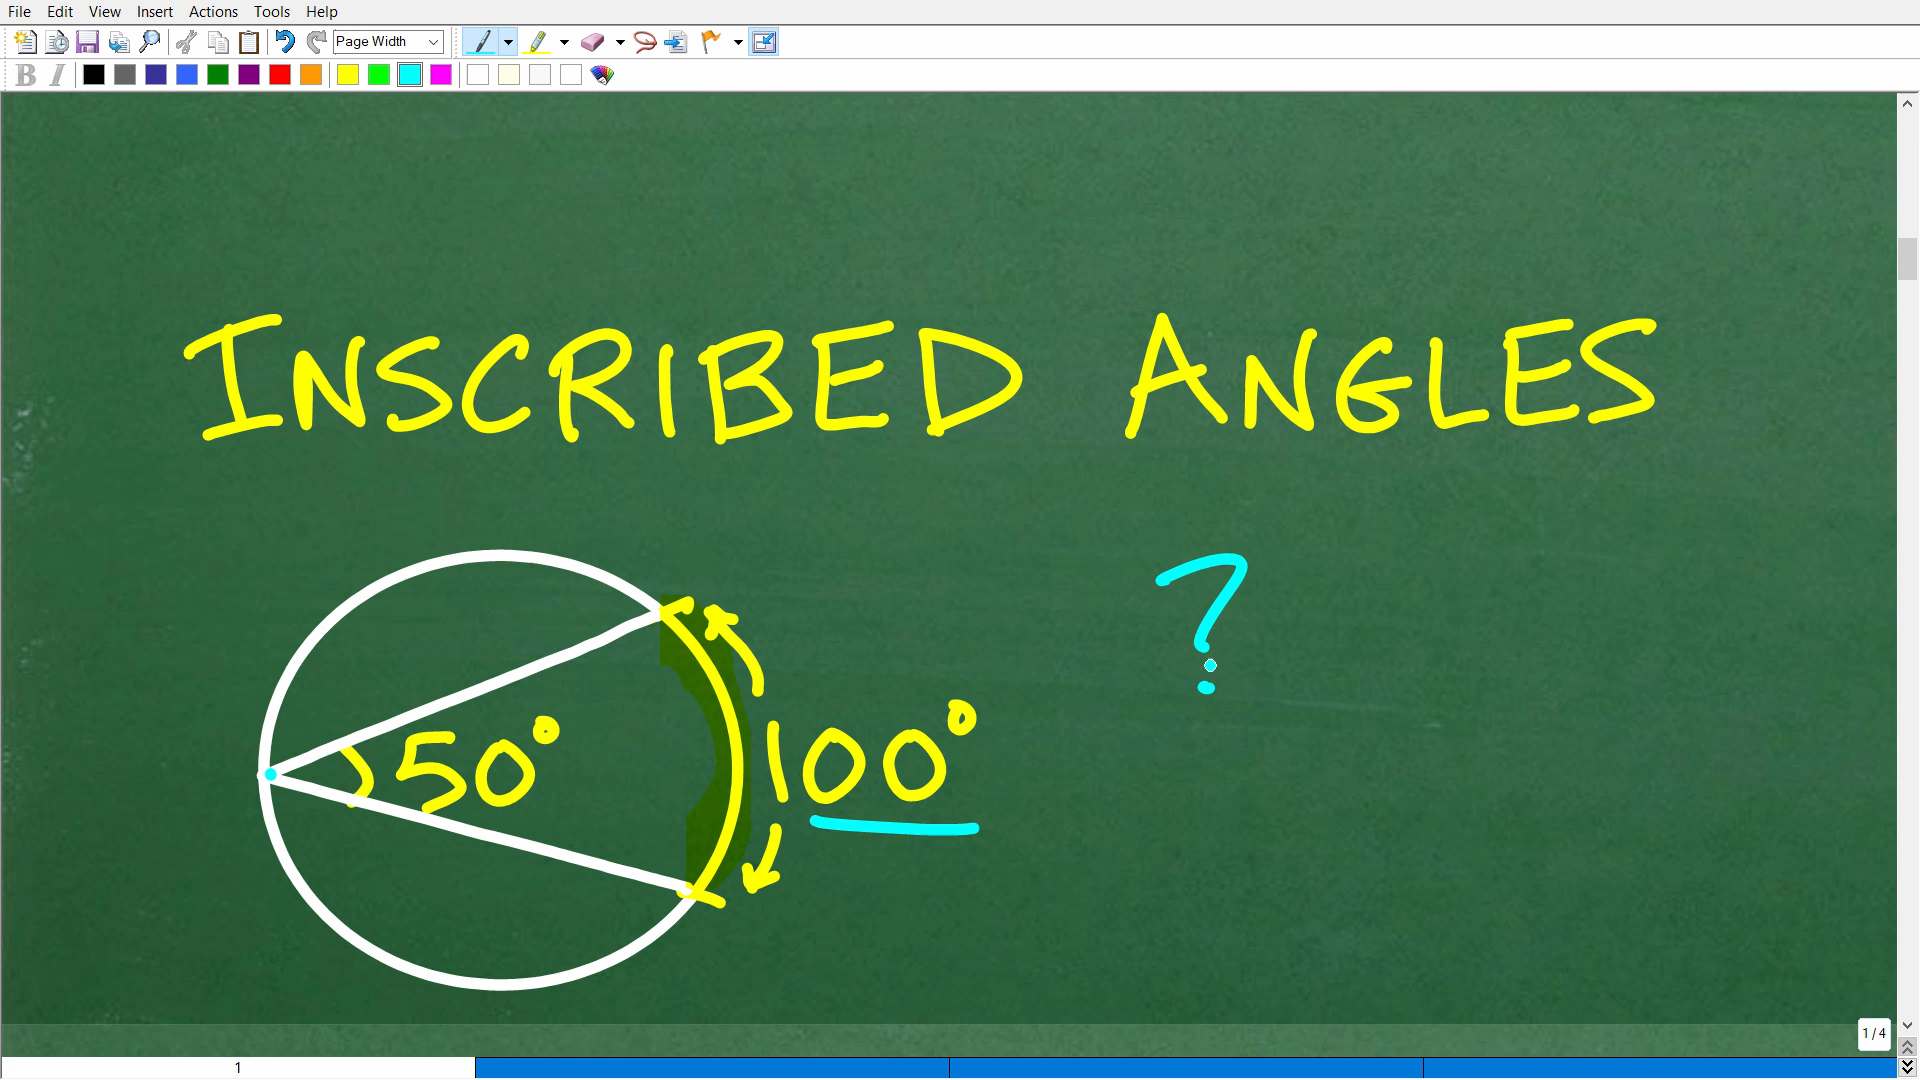 File Edit View Insert Actions Tools Help
Page Width
B I
INSCRIBED ANGLES
?
50° 100°
1 / 4
1